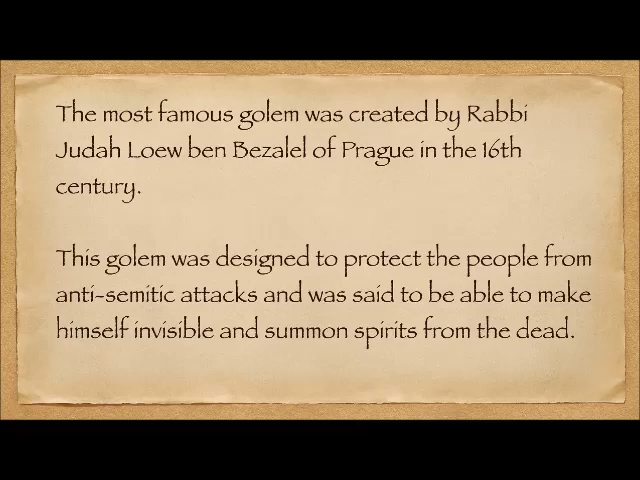 The most famous golem was created by Rabbi
Judah Loew ben Bezalel of Prague in the 16th
century.
This golem was designed to protect the people from
anti-semitic attacks and was said to be able to make
himself invisible and summon spirits from the dead.